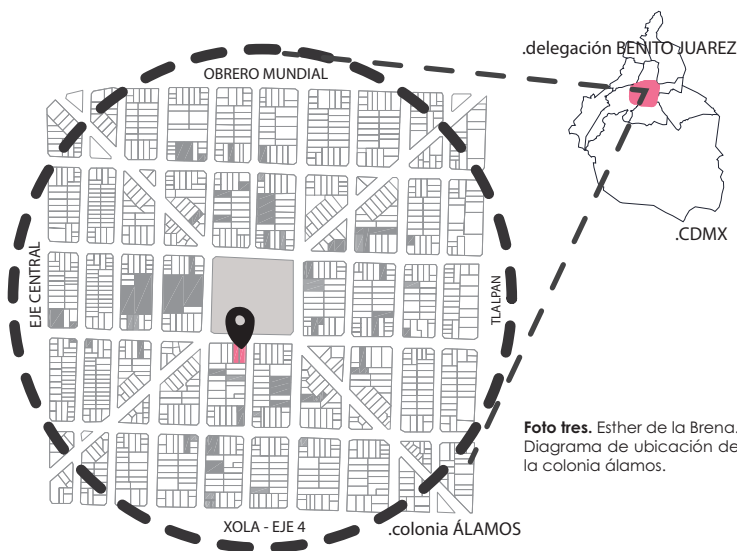 .delegación BENITO JUAREZ
OBRERO MUNDIAL
.CDMX
EJE CENTRAL
TLALPAN
Foto tres. Esther de la Brena.
Diagrama de ubicación de
la colonia álamos.
XOLA - EJE 4
.colonia ÁLAMOS